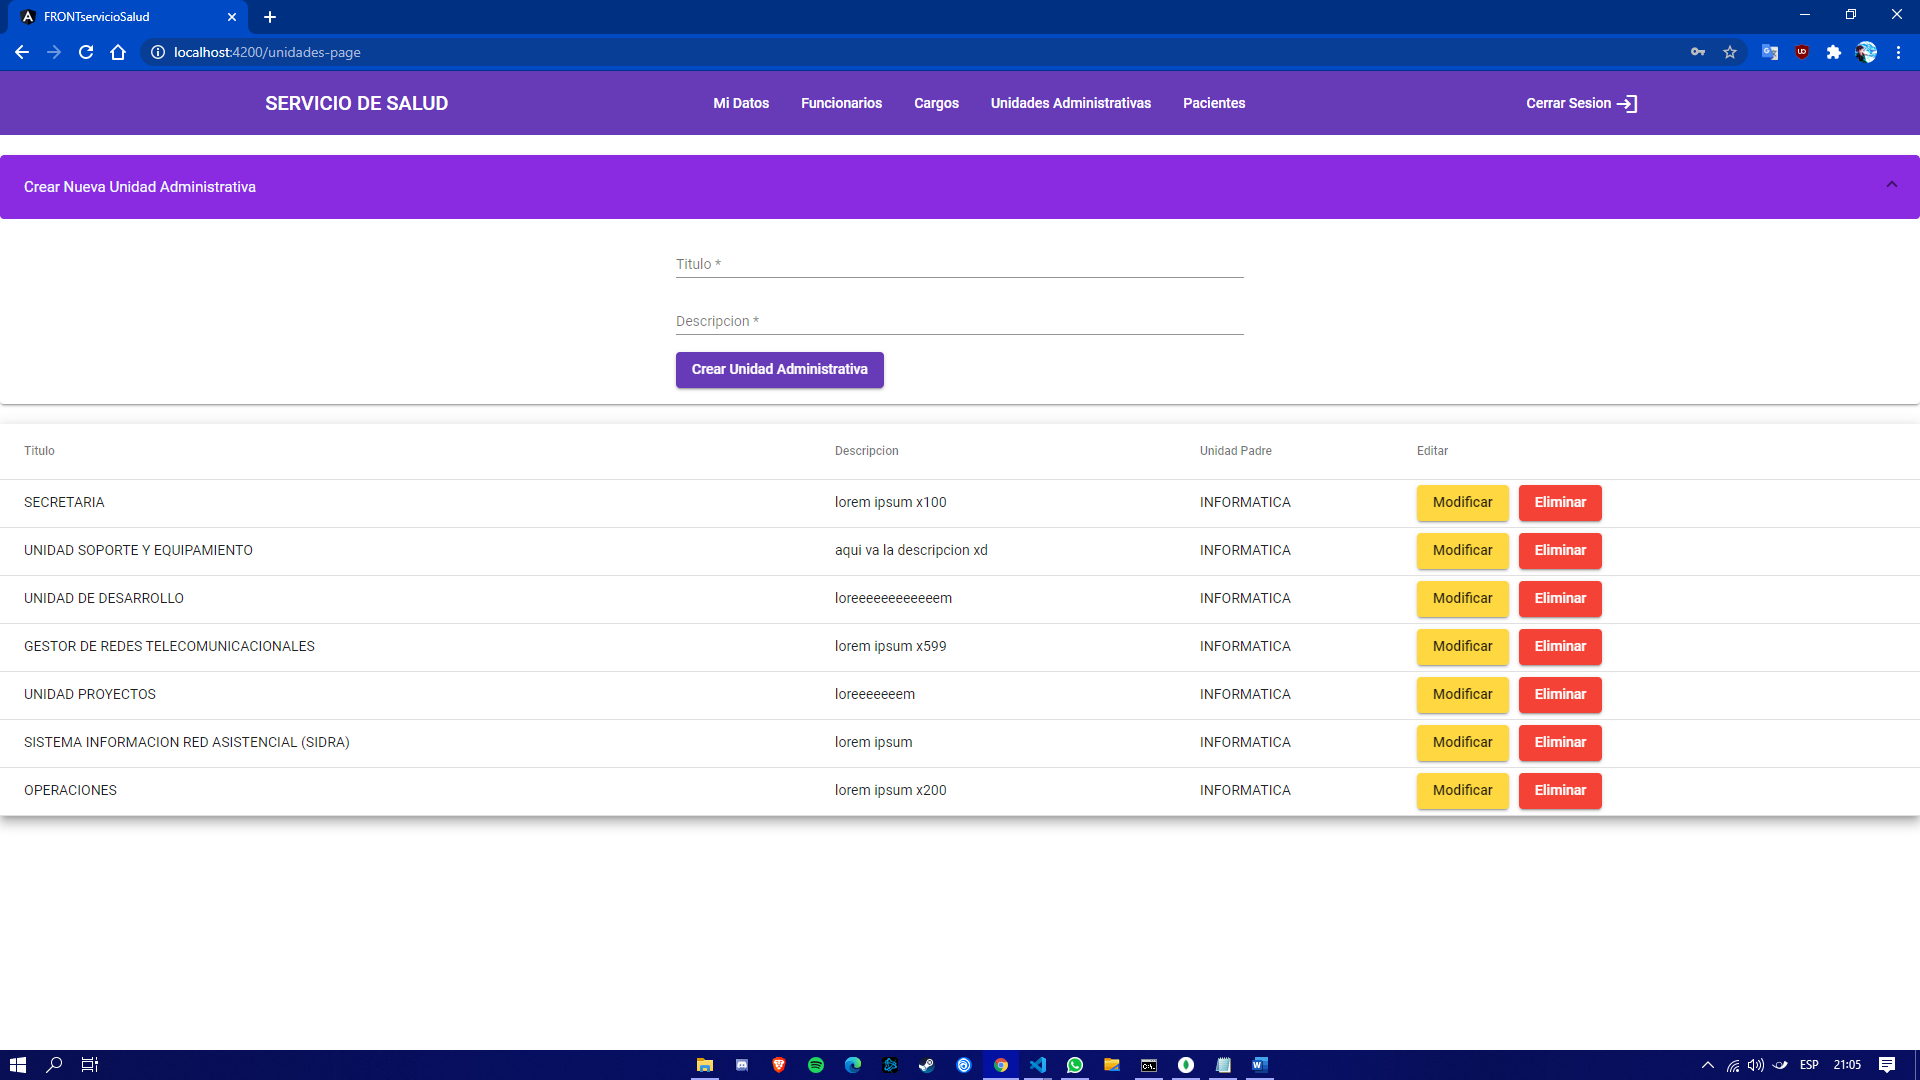 FRONTservicioSalud
localhost:4200/unidades-page
SERVICIO DE SALUD
Mi Datos
Funcionarios
Cargos
Unidades Administrativas
Pacientes
Cerrar Sesion
Crear Nueva Unidad Administrativa
Titulo *
Descripcion *
Crear Unidad Administrativa
Titulo Descripcion Unidad Padre Editar
SECRETARIA lorem ipsum x100 INFORMATICA Modificar Eliminar
UNIDAD SOPORTE Y EQUIPAMIENTO aqui va la descripcion xd INFORMATICA Modificar Eliminar
UNIDAD DE DESARROLLO loreeeeeeeeeeeem INFORMATICA Modificar Eliminar
GESTOR DE REDES TELECOMUNICACIONALES lorem ipsum x599 INFORMATICA Modificar Eliminar
UNIDAD PROYECTOS loreeeeeeem INFORMATICA Modificar Eliminar
SISTEMA INFORMACION RED ASISTENCIAL (SIDRA) lorem ipsum INFORMATICA Modificar Eliminar
OPERACIONES lorem ipsum x200 INFORMATICA Modificar Eliminar
ESP 21:05